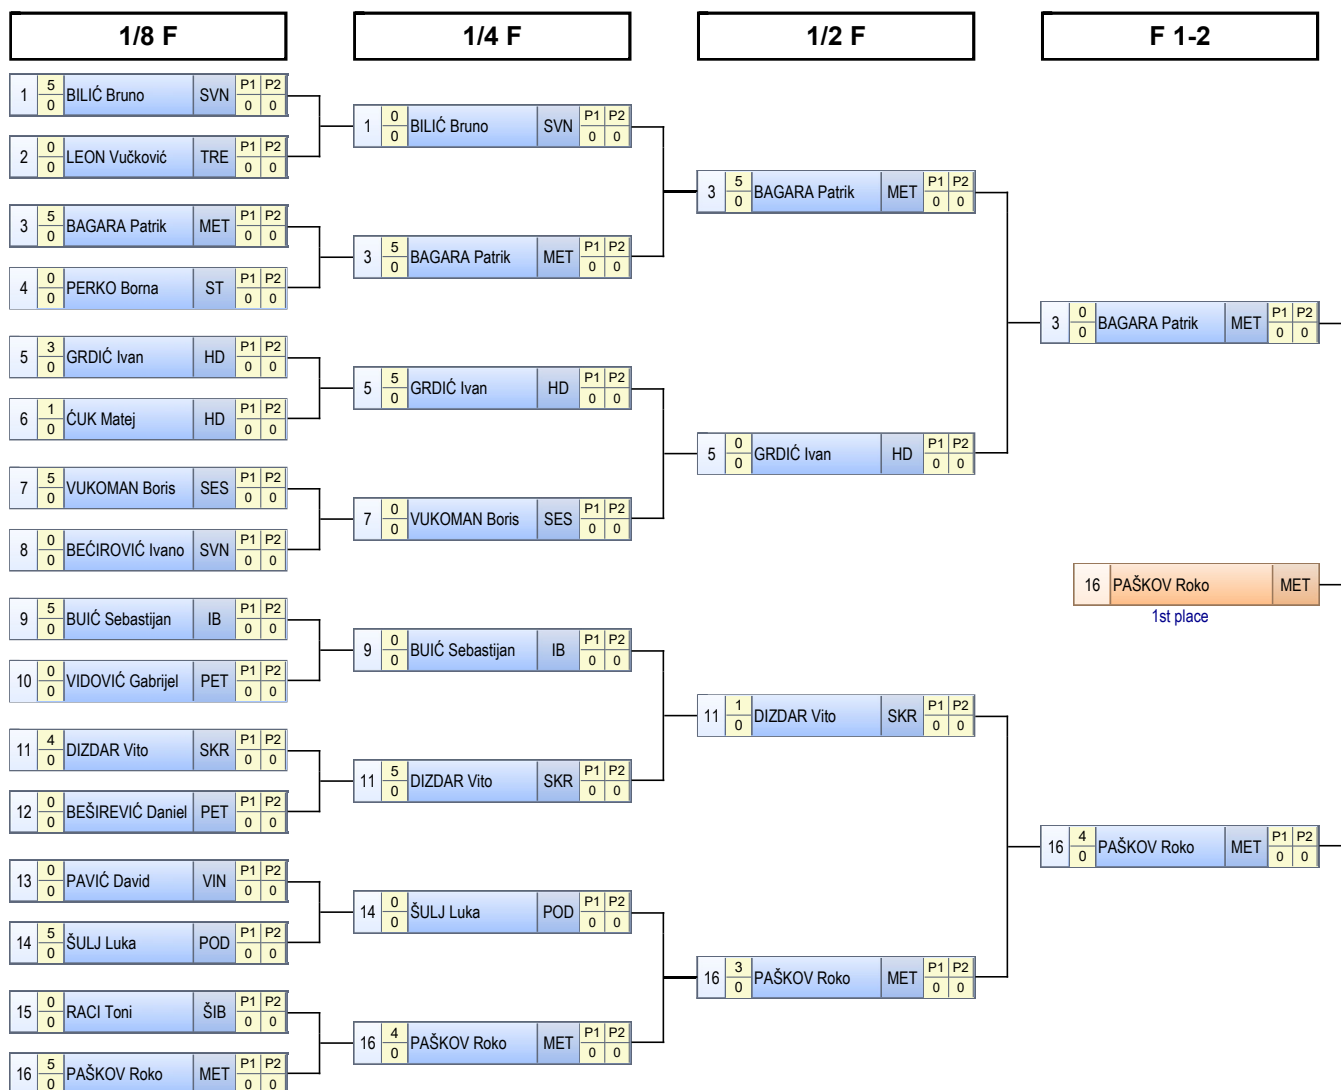 1/8 F
1/4 F
1/2 F
F 1-2
1 5 0 BILIĆ Bruno SVN P1 P2 0 0
2 0 0 LEON Vučković TRE P1 P2 0 0
3 5 0 BAGARA Patrik MET P1 P2 0 0
4 0 0 PERKO Borna ST P1 P2 0 0
5 3 0 GRDIĆ Ivan HD P1 P2 0 0
6 1 0 ĆUK Matej HD P1 P2 0 0
7 5 0 VUKOMAN Boris SES P1 P2 0 0
8 0 0 BEĆIROVIĆ Ivano SVN P1 P2 0 0
9 5 0 BUIĆ Sebastijan IB P1 P2 0 0
10 0 0 VIDOVIĆ Gabrijel PET P1 P2 0 0
11 4 0 DIZDAR Vito SKR P1 P2 0 0
12 0 0 BEŠIREVIĆ Daniel PET P1 P2 0 0
13 0 0 PAVIĆ David VIN P1 P2 0 0
14 5 0 ŠULJ Luka POD P1 P2 0 0
15 0 0 RACI Toni ŠIB P1 P2 0 0
16 5 0 PAŠKOV Roko MET P1 P2 0 0
1 0 0 BILIĆ Bruno SVN P1 P2 0 0
3 5 0 BAGARA Patrik MET P1 P2 0 0
5 5 0 GRDIĆ Ivan HD P1 P2 0 0
7 0 0 VUKOMAN Boris SES P1 P2 0 0
9 0 0 BUIĆ Sebastijan IB P1 P2 0 0
11 5 0 DIZDAR Vito SKR P1 P2 0 0
14 0 0 ŠULJ Luka POD P1 P2 0 0
16 4 0 PAŠKOV Roko MET P1 P2 0 0
3 5 0 BAGARA Patrik MET P1 P2 0 0
5 0 0 GRDIĆ Ivan HD P1 P2 0 0
11 1 0 DIZDAR Vito SKR P1 P2 0 0
16 3 0 PAŠKOV Roko MET P1 P2 0 0
3 0 0 BAGARA Patrik MET P1 P2 0 0
16 PAŠKOV Roko MET
1st place
16 4 0 PAŠKOV Roko MET P1 P2 0 0